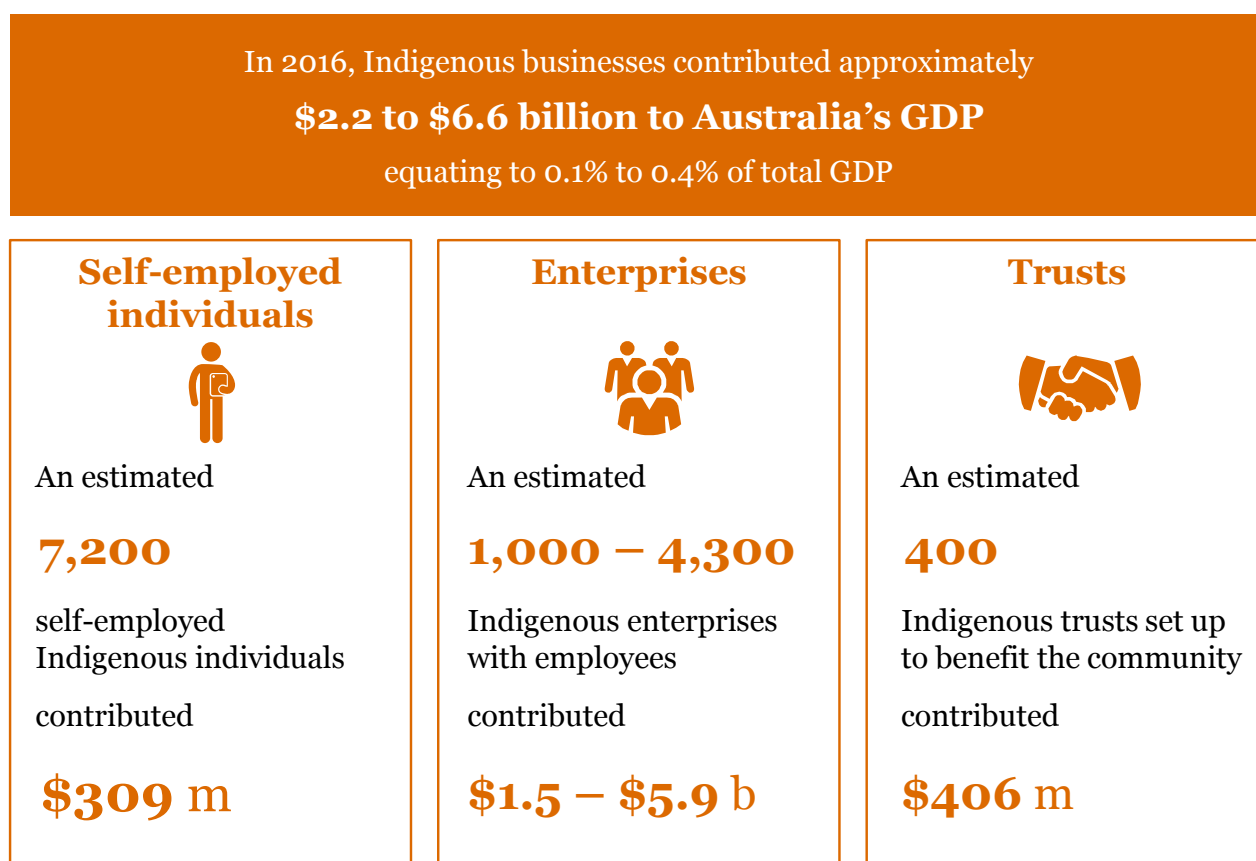 In 2016, Indigenous businesses contributed approximately
$2.2 to $6.6 billion to Australia’s GDP
equating to 0.1% to 0.4% of total GDP
Self-employed
individuals
An estimated
7,200
self-employed
Indigenous individuals
contributed
$309 m
Enterprises
An estimated
1,000 – 4,300
Indigenous enterprises
with employees
contributed
$1.5 – $5.9 b
Trusts
An estimated
400
Indigenous trusts set up
to benefit the community
contributed
$406 m